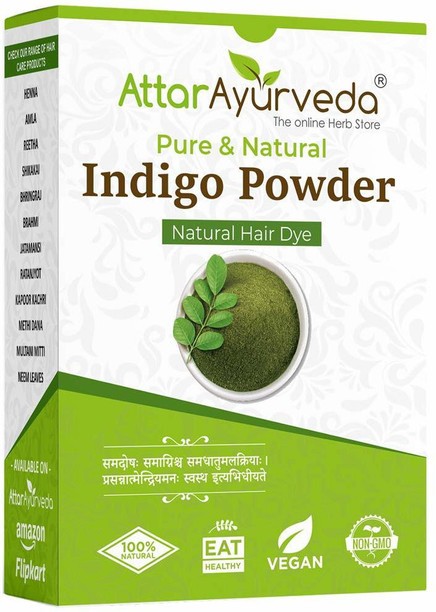 CHECK OUR RANGE OF HAIR
CARE PRODUCTS
HENNA
AMLA
REETHA
SHIKAKAI
BHRINGRAJ
BRAHMI
JATAMANSI
RATANJYOT
KAPOOR KACHRI
METHI DANA
MULTANI MITTI
NEEM LEAVES
- AVAILABLE ON -
AttarAyurveda
amazon
Flipkart
AttarAyurveda®
The online Herb Store
Pure & Natural
Indigo Powder
Natural Hair Dye
समदोषः समाग्निश्च समधातुमलक्रियाः।
प्रसन्नात्मेन्द्रियमनः स्वस्थ इत्यभिधीयते
100%
NATURAL
EAT
HEALTHY
VEGAN
NON-GMO